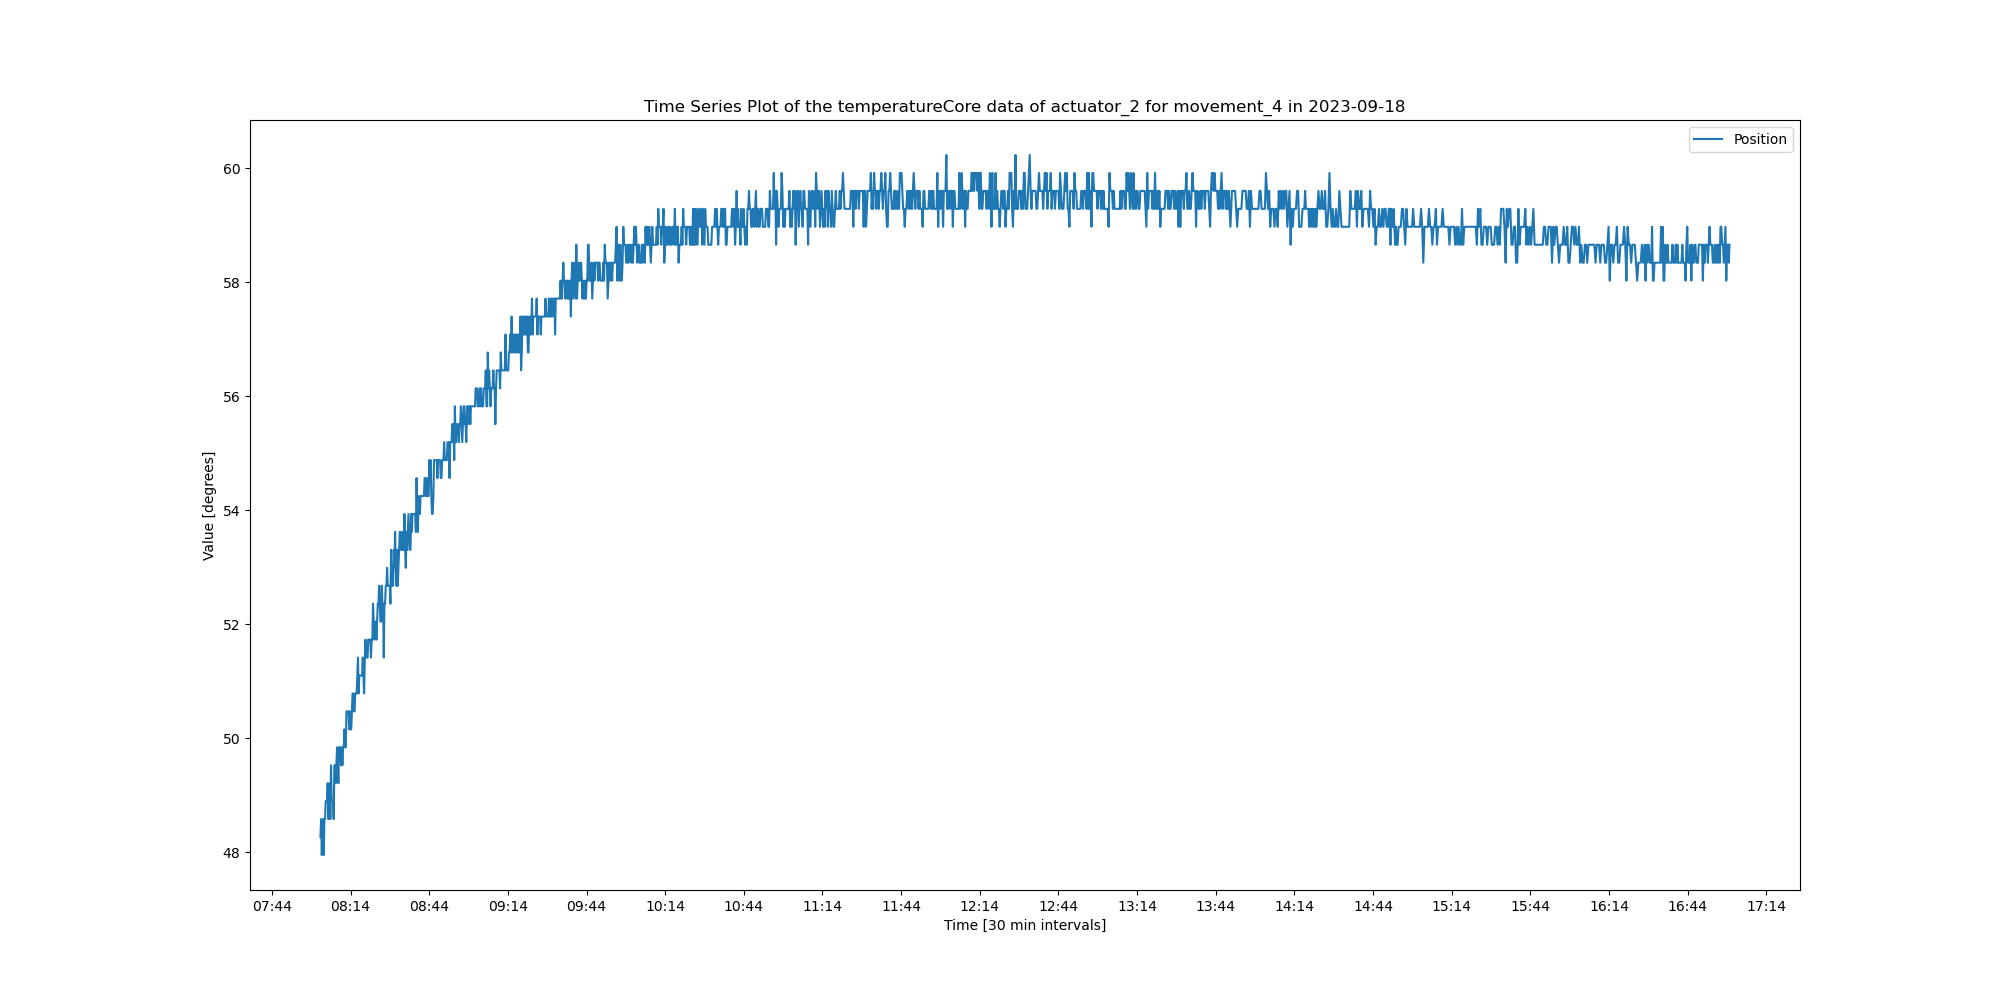 Time Series Plot of the temperatureCore data of actuator_2 for movement_4 in 2023-09-18
Position
60
58
56
54
52
50
48
Value [degrees]
07:44 08:14 08:44 09:14 09:44 10:14 10:44 11:14 11:44 12:14 12:44 13:14 13:44 14:14 14:44 15:14 15:44 16:14 16:44 17:14
Time [30 min intervals]